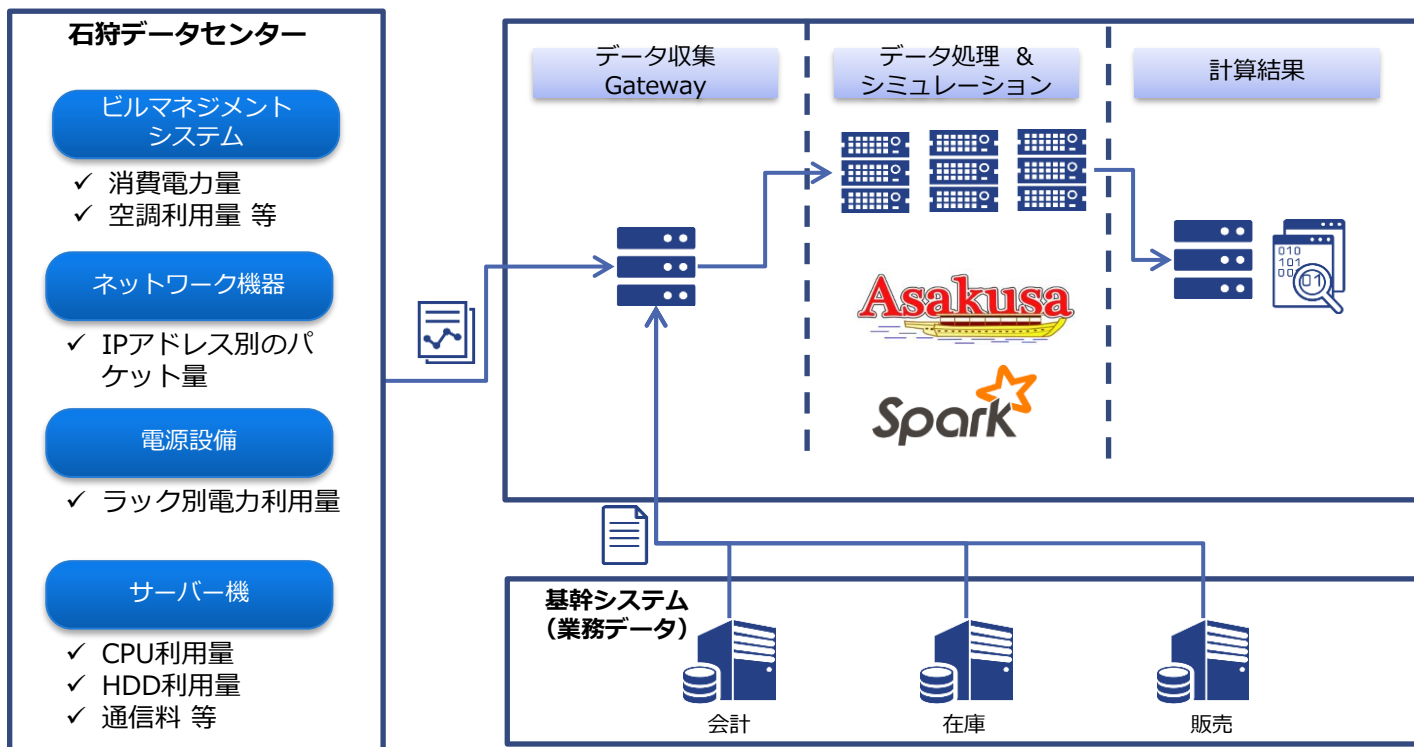 石狩データセンター
ビルマネジメント
システム
✓ 消費電力量
✓ 空調利用量 等
ネットワーク機器
✓ IPアドレス別のパ
ケット量
電源設備
✓ ラック別電力利用量
サーバー機
✓ CPU利用量
✓ HDD利用量
✓ 通信料 等
データ収集
Gateway
データ処理 &
シミュレーション
計算結果
010
101
001
01
Asakusa
Spark
基幹システム
（業務データ）
会計
在庫
販売